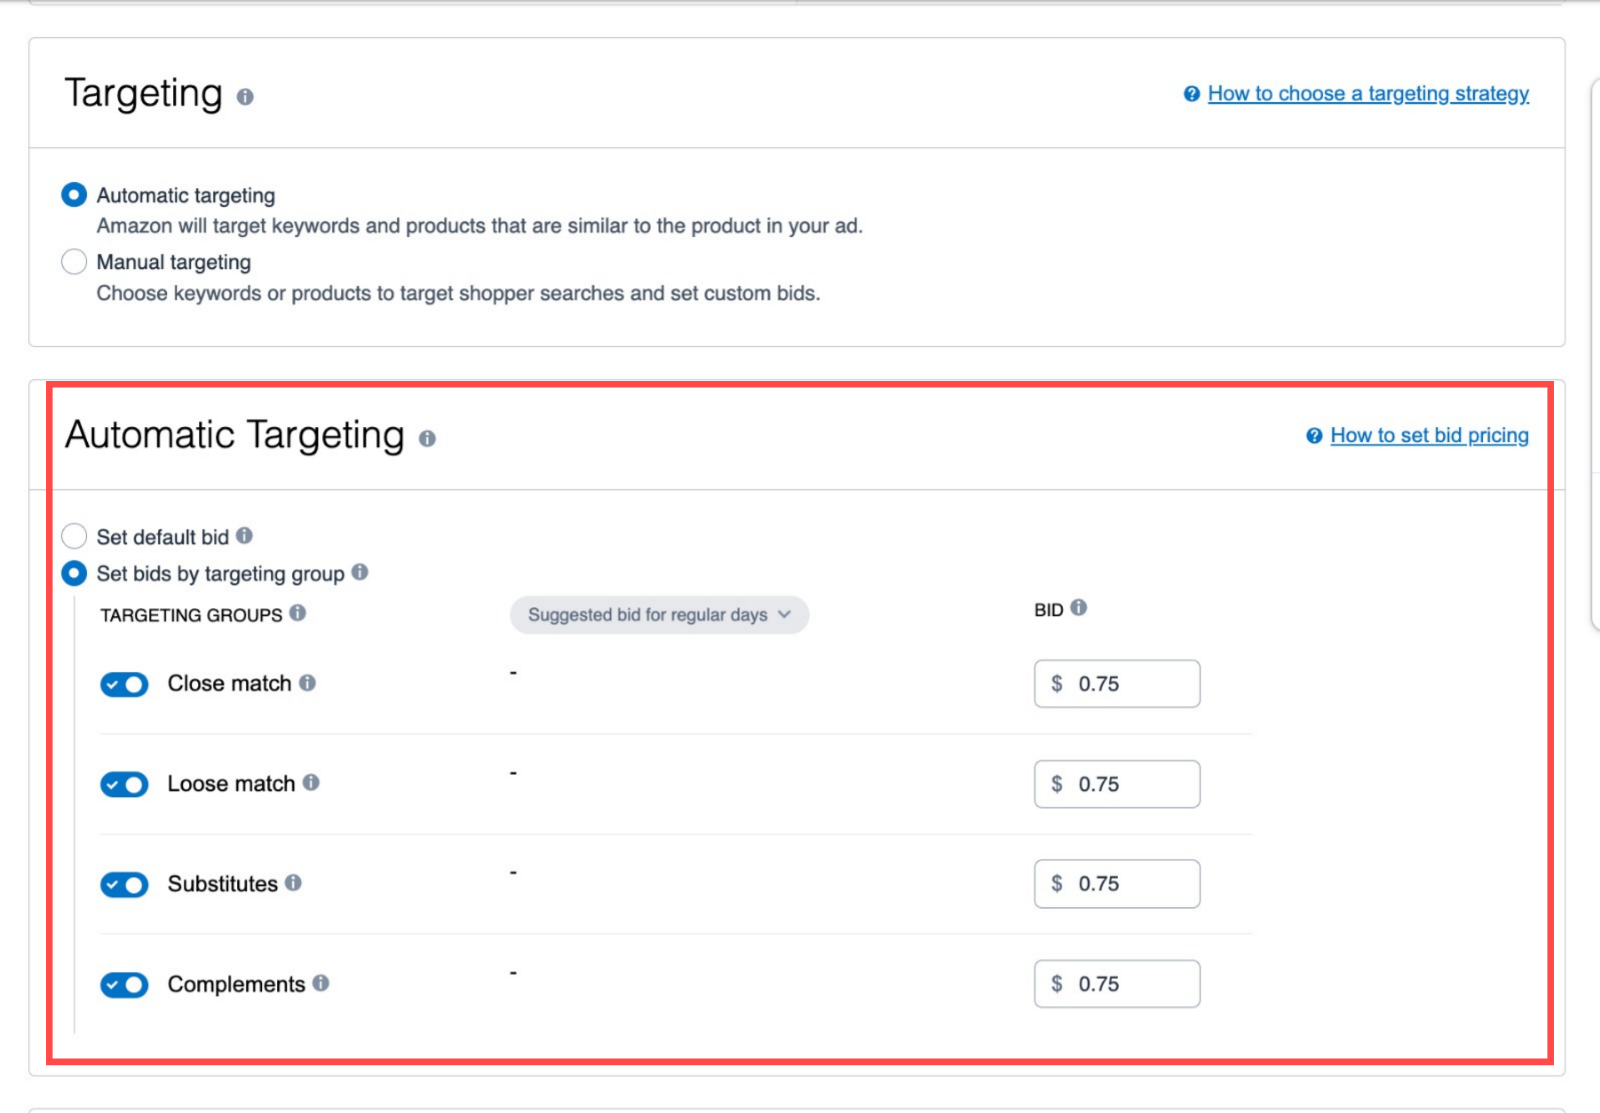 Targeting
How to choose a targeting strategy
Automatic targeting
Amazon will target keywords and products that are similar to the product in your ad.
Manual targeting
Choose keywords or products to target shopper searches and set custom bids.
Automatic Targeting
How to set bid pricing
Set default bid
Set bids by targeting group
TARGETING GROUPS Suggested bid for regular days BID
Close match - $ 0.75
Loose match - $ 0.75
Substitutes - $ 0.75
Complements - $ 0.75